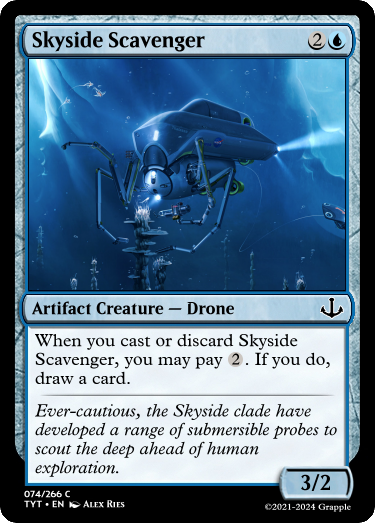 Skyside Scavenger 2
When you cast or discard Skyside
Scavenger, you may pay 2. If you do,
draw a card.
Artifact Creature — Drone
Ever-cautious, the Skyside clade have
developed a range of submersible probes to
scout the deep ahead of human
exploration.
3/2
074/266 C
TYT • EN Alex Ries
©2021-2024 Grapple